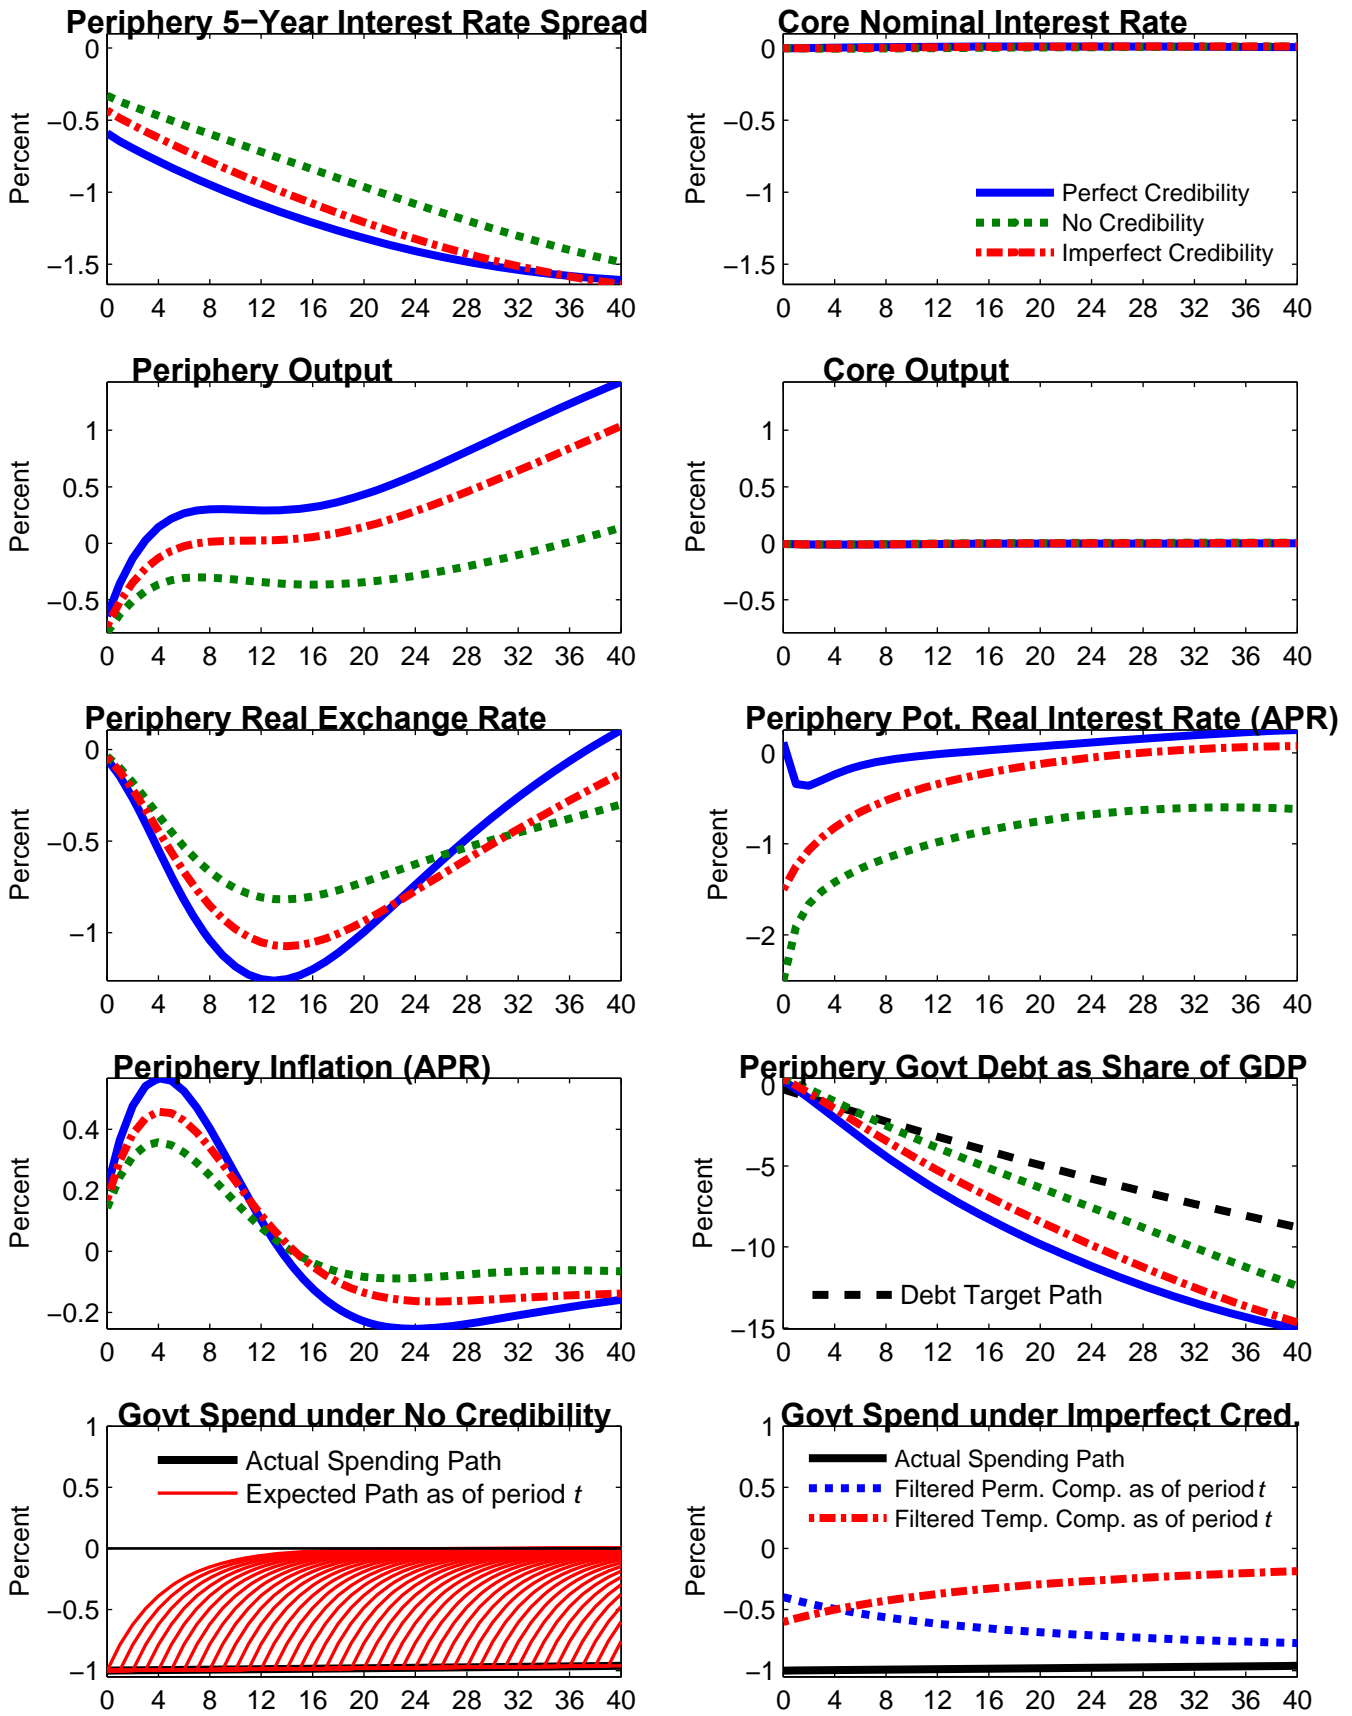 Periphery 5−Year Interest Rate Spread
Percent
0
−0.5
−1
−1.5
0 4 8 12 16 20 24 28 32 36 40
Core Nominal Interest Rate
Percent
0
−0.5
−1
−1.5
Perfect Credibility
No Credibility
Imperfect Credibility
0 4 8 12 16 20 24 28 32 36 40
Periphery Output
Percent
1
0.5
0
−0.5
0 4 8 12 16 20 24 28 32 36 40
Core Output
Percent
1
0.5
0
−0.5
0 4 8 12 16 20 24 28 32 36 40
Periphery Real Exchange Rate
Percent
0
−0.5
−1
0 4 8 12 16 20 24 28 32 36 40
Periphery Pot. Real Interest Rate (APR)
Percent
0
−1
−2
0 4 8 12 16 20 24 28 32 36 40
Periphery Inflation (APR)
Percent
0.4
0.2
0
−0.2
0 4 8 12 16 20 24 28 32 36 40
Periphery Govt Debt as Share of GDP
Percent
0
−5
−10
−15
Debt Target Path
0 4 8 12 16 20 24 28 32 36 40
Govt Spend under No Credibility
Percent
1
0.5
0
−0.5
−1
Actual Spending Path
Expected Path as of period t
0 4 8 12 16 20 24 28 32 36 40
Govt Spend under Imperfect Cred.
Percent
1
0.5
0
−0.5
−1
Actual Spending Path
Filtered Perm. Comp. as of period t
Filtered Temp. Comp. as of period t
0 4 8 12 16 20 24 28 32 36 40